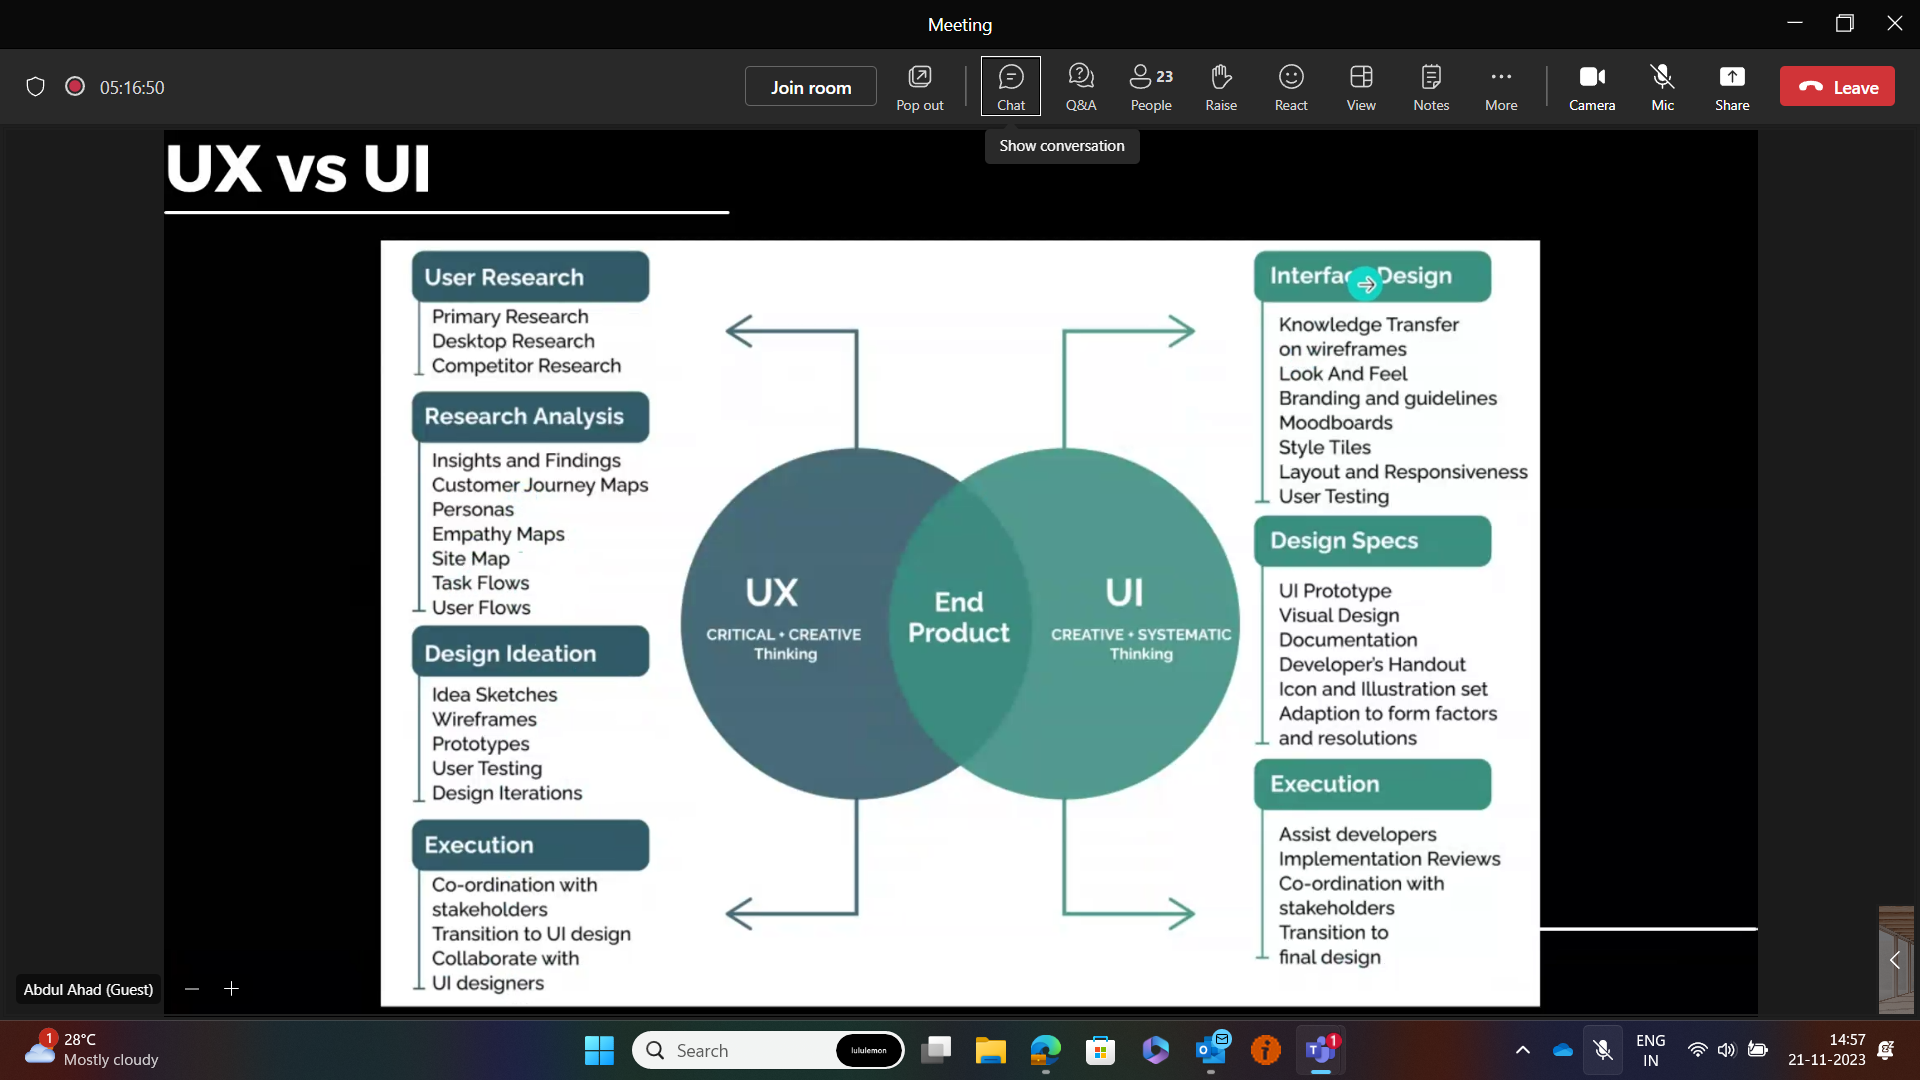 Meeting
05:16:50
Join room
Pop out
Chat
Q&A
23
People
Raise
React
View
Notes
More
Camera
Mic
Share
Leave
Show conversation
UX vs UI
User Research
Primary Research
Desktop Research
Competitor Research
Research Analysis
Insights and Findings
Customer Journey Maps
Personas
Empathy Maps
Site Map
Task Flows
User Flows
Design Ideation
Idea Sketches
Wireframes
Prototypes
User Testing
Design Iterations
Execution
Co-ordination with
stakeholders
Transition to UI design
Collaborate with
UI designers
UX
CRITICAL + CREATIVE
Thinking
End
Product
UI
CREATIVE + SYSTEMATIC
Thinking
Interface Design
Knowledge Transfer
on wireframes
Look And Feel
Branding and guidelines
Moodboards
Style Tiles
Layout and Responsiveness
User Testing
Design Specs
UI Prototype
Visual Design
Documentation
Developer's Handout
Icon and Illustration set
Adaption to form factors
and resolutions
Execution
Assist developers
Implementation Reviews
Co-ordination with
stakeholders
Transition to
final design
Abdul Ahad (Guest)
1
28°C
Mostly cloudy
Search
lululemon
1
ENG
IN
14:57
21-11-2023